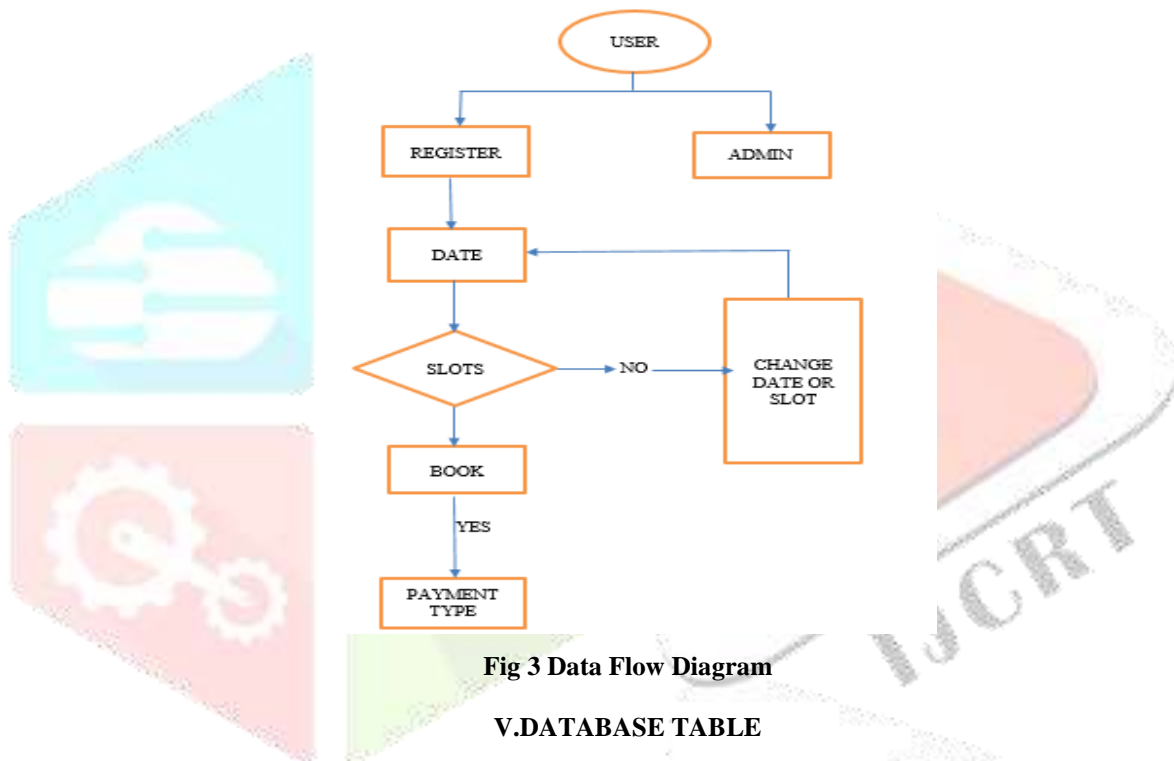 USER
REGISTER
ADMIN
DATE
SLOTS
NO
CHANGE
DATE OR
SLOT
BOOK
YES
PAYMENT
TYPE
IJCRT
Fig 3 Data Flow Diagram
V.DATABASE TABLE